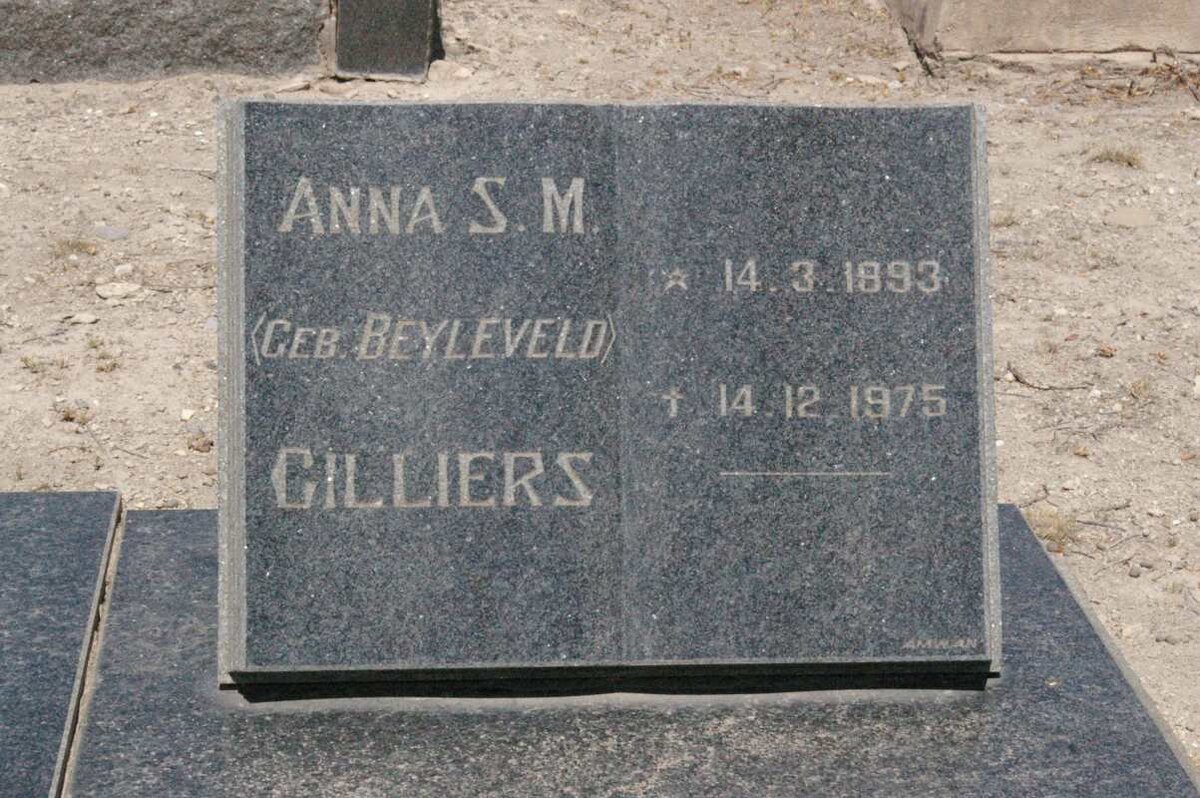 ANNA S. M.
(GEB. BEYLEVELD)
CILLIERS
14.3.1893
† 14.12.1975